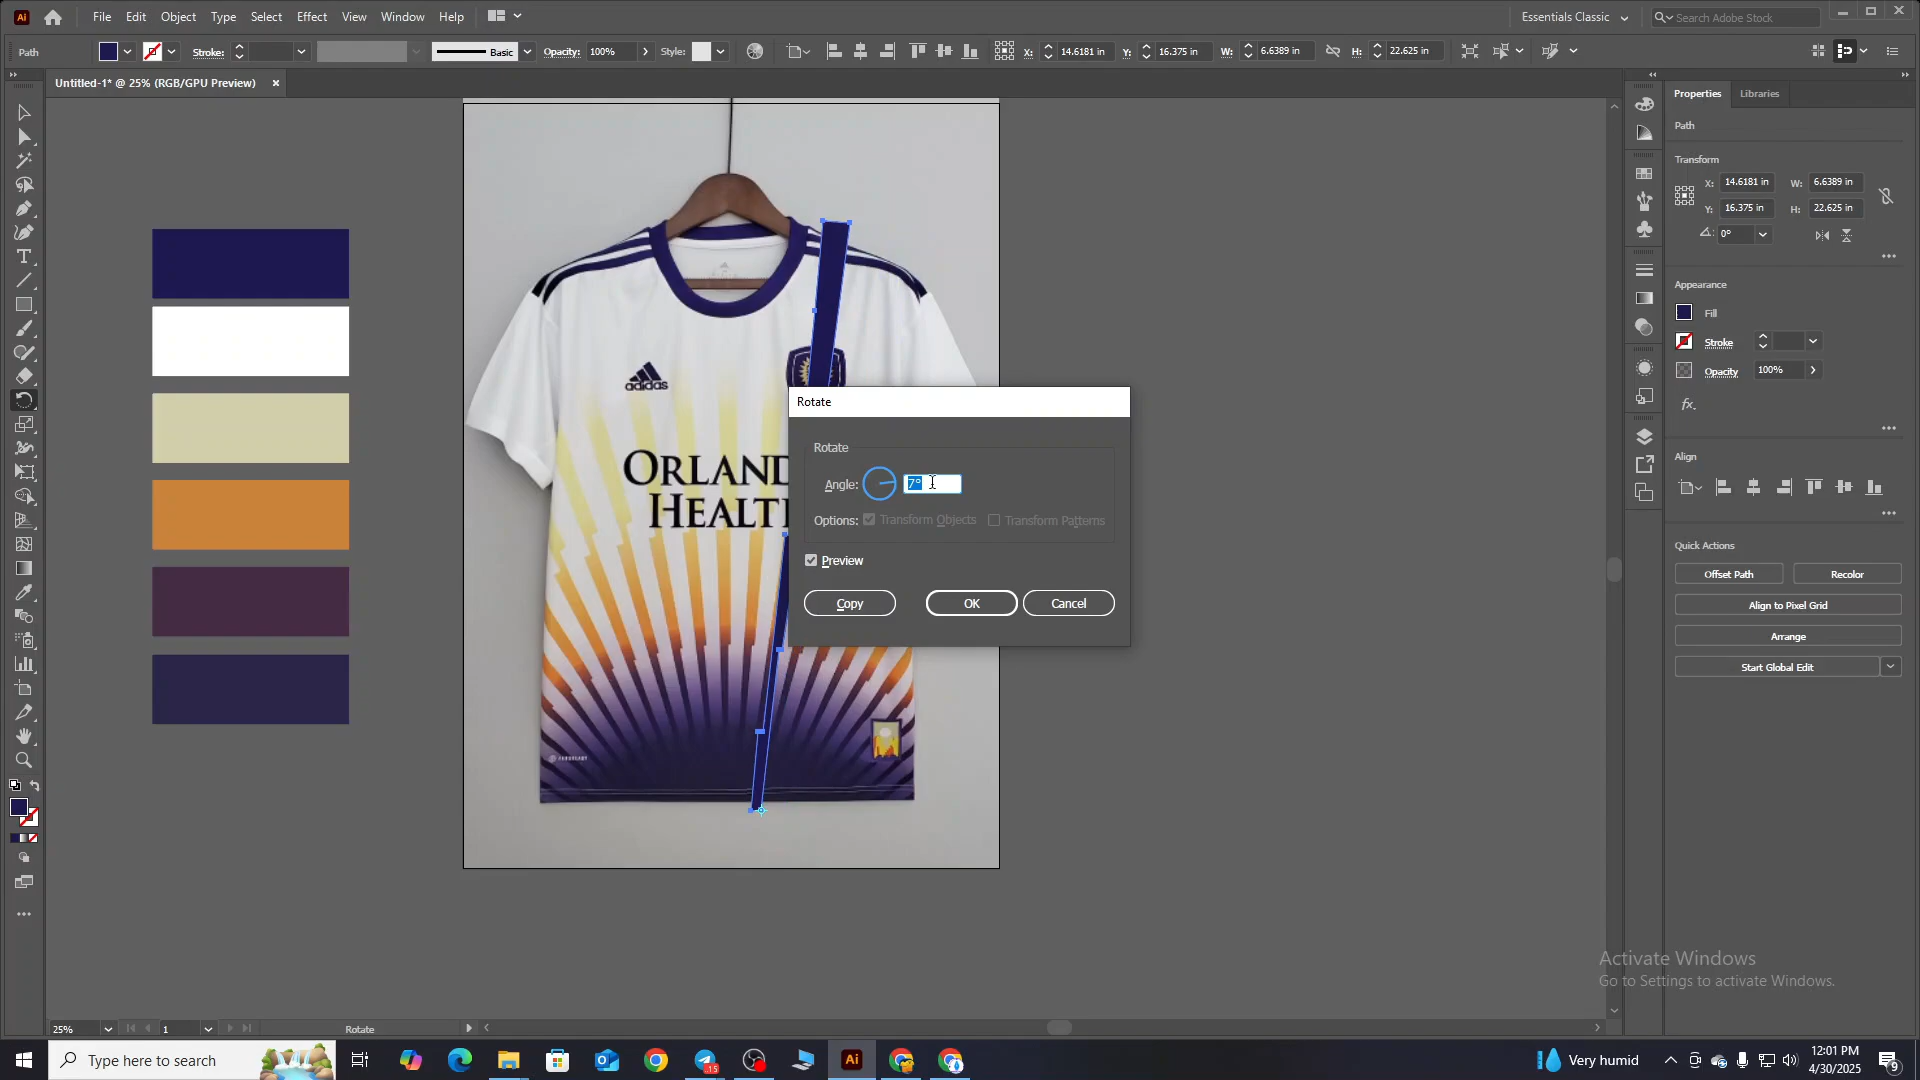 Ai File Edit Object Type Select Effect View Window Help Essentials Classic Search Adobe Stock
Path Stroke: Basic Opacity: 100% Style: X: 14.6181 in Y: 16.375 in W: 6.6389 in H: 22.625 in
Untitled-1* @ 25% (RGB/GPU Preview)
Properties Libraries
Path
Transform
X: 14.6181 in W: 6.6389 in
Y: 16.375 in H: 22.625 in
0°
Appearance
Fill
Stroke
Opacity 100%
fx.
Align
Quick Actions
Offset Path Recolor
Align to Pixel Grid
Arrange
Start Global Edit
adidas
ORLAND
HEALT
Rotate
Rotate
Angle: 7°
Options: Transform Objects Transform Patterns
Preview
Copy OK Cancel
Activate Windows
Go to Settings to activate Windows.
25% 1 Rotate
Type here to search 15 Ai Very humid 12:01 PM
4/30/2025 9